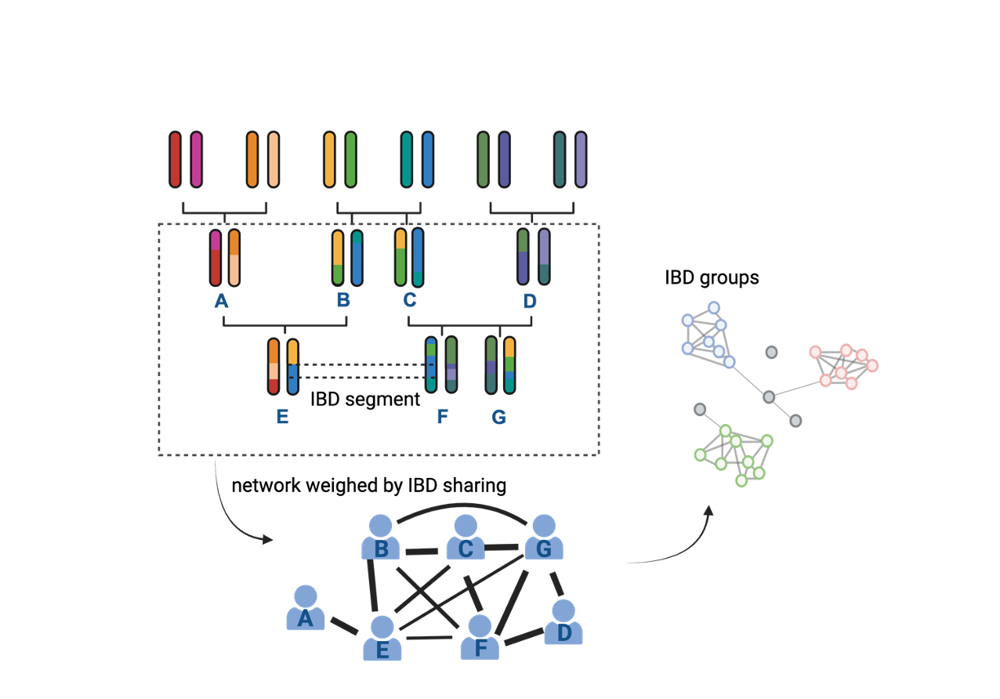 A
B
C
D
IBD groups
IBD segment
E
F
G
network weighed by IBD sharing
B
C
G
A
D
E
F